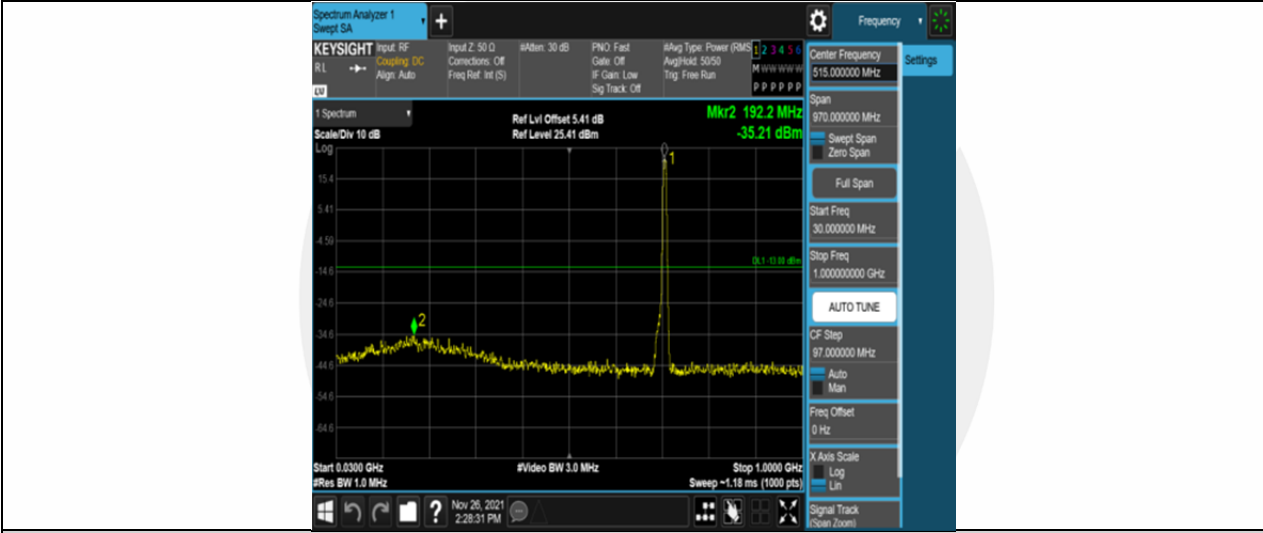 Spectrum Analyzer 1
Swept SA
+
Frequency
KEYSIGHT
RL
LV
Input: RF
Coupling: DC
Align: Auto
Input Z: 50 Ω
Corrections: Off
Freq Ref: Int (S)
#Atten: 30 dB
PNO: Fast
Gate: Off
IF Gain: Low
Sig Track: Off
#Avg Type: Power (RMS
Avg|Hold: 50/50
Trig: Free Run
1 2 3 4 5 6
M W W W W W
P P P P P P
1 Spectrum
Scale/Div 10 dB
Log
Ref Lvl Offset 5.41 dB
Ref Level 25.41 dBm
Mkr2 192.2 MHz
-35.21 dBm
15.4
5.41
-4.59
-14.6
-24.6
-34.6
-44.6
-54.6
-64.6
1
2
DL1 -13.00 dBm
Start 0.0300 GHz
#Res BW 1.0 MHz
#Video BW 3.0 MHz
Stop 1.0000 GHz
Sweep ~1.18 ms (1000 pts)
Center Frequency
515.000000 MHz
Settings
Span
970.000000 MHz
Swept Span
Zero Span
Full Span
Start Freq
30.000000 MHz
Stop Freq
1.000000000 GHz
AUTO TUNE
CF Step
97.000000 MHz
Auto
Man
Freq Offset
0 Hz
X Axis Scale
Log
Lin
Signal Track
(Span Zoom)
?
Nov 26, 2021
2:28:31 PM